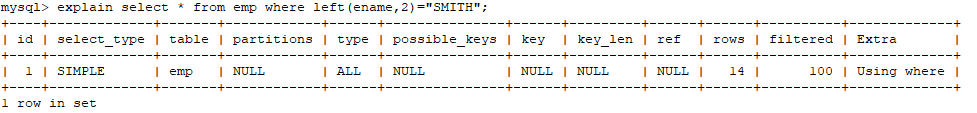 mysql> explain select * from emp where left(ename,2)="SMITH";
+----+-------------+-------+------------+------+---------------+------+---------+------+------+----------+-------------+
| id | select_type | table | partitions | type | possible_keys | key | key_len | ref | rows | filtered | Extra |
+----+-------------+-------+------------+------+---------------+------+---------+------+------+----------+-------------+
| 1 | SIMPLE | emp | NULL | ALL | NULL | NULL | NULL | NULL | 14 | 100 | Using where |
+----+-------------+-------+------------+------+---------------+------+---------+------+------+----------+-------------+
1 row in set